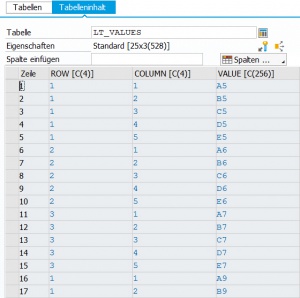 Tabellen Tabelleninhalt
Tabelle LT_VALUES
Eigenschaften Standard [25x3(528)]
Spalte einfügen Spalten ...
Zeile ROW [C(4)] COLUMN [C(4)] VALUE [C(256)]
1 1 1 A5
2 1 2 B5
3 1 3 C5
4 1 4 D5
5 1 5 E5
6 2 1 A6
7 2 2 B6
8 2 3 C6
9 2 4 D6
10 2 5 E6
11 3 1 A7
12 3 2 B7
13 3 3 C7
14 3 4 D7
15 3 5 E7
16 1 1 A9
17 1 2 B9